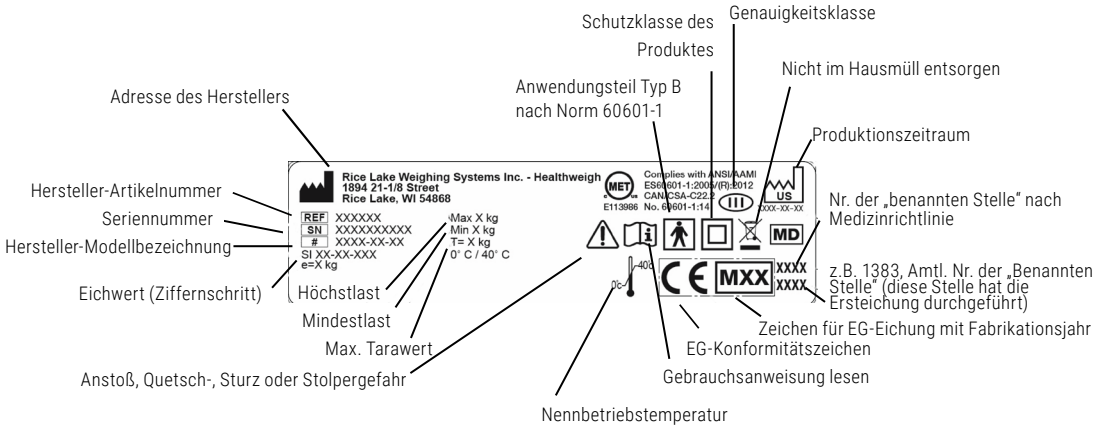 Schutzklasse des
Produktes
Genauigkeitsklasse
Anwendungsteil Typ B
nach Norm 60601-1
Nicht im Hausmüll entsorgen
Adresse des Herstellers
Produktionszeitraum
Rice Lake Weighing Systems Inc. - Healthweigh
1894 21-1/8 Street
Rice Lake, WI 54868
MET
C US
E113986
Complies with ANSI/AAMI
ES60601-1:2005/(R):2012
CAN/CSA-C22.2
No. 60601-1:14
III
US
XXXX-XX-XX
Hersteller-Artikelnummer
REF XXXXXX
Seriennummer
SN XXXXXXXXXX
Hersteller-Modellbezeichnung
# XXXX-XX-XX
SI XX-XX-XXX
e=X kg
Max X kg
Min X kg
T= X kg
0° C / 40° C
MD
Nr. der „benannten Stelle" nach
Medizinrichtlinie
0c
40c
CE
MXX
XXXX
XXXX
z.B. 1383, Amtl. Nr. der „Benannten
Stelle" (diese Stelle hat die
Ersteichung durchgeführt)
Eichwert (Ziffernschritt)
Höchstlast
Mindestlast
Max. Tarawert
Anstoß, Quetsch-, Sturz oder Stolpergefahr
Zeichen für EG-Eichung mit Fabrikationsjahr
EG-Konformitätszeichen
Gebrauchsanweisung lesen
Nennbetriebstemperatur